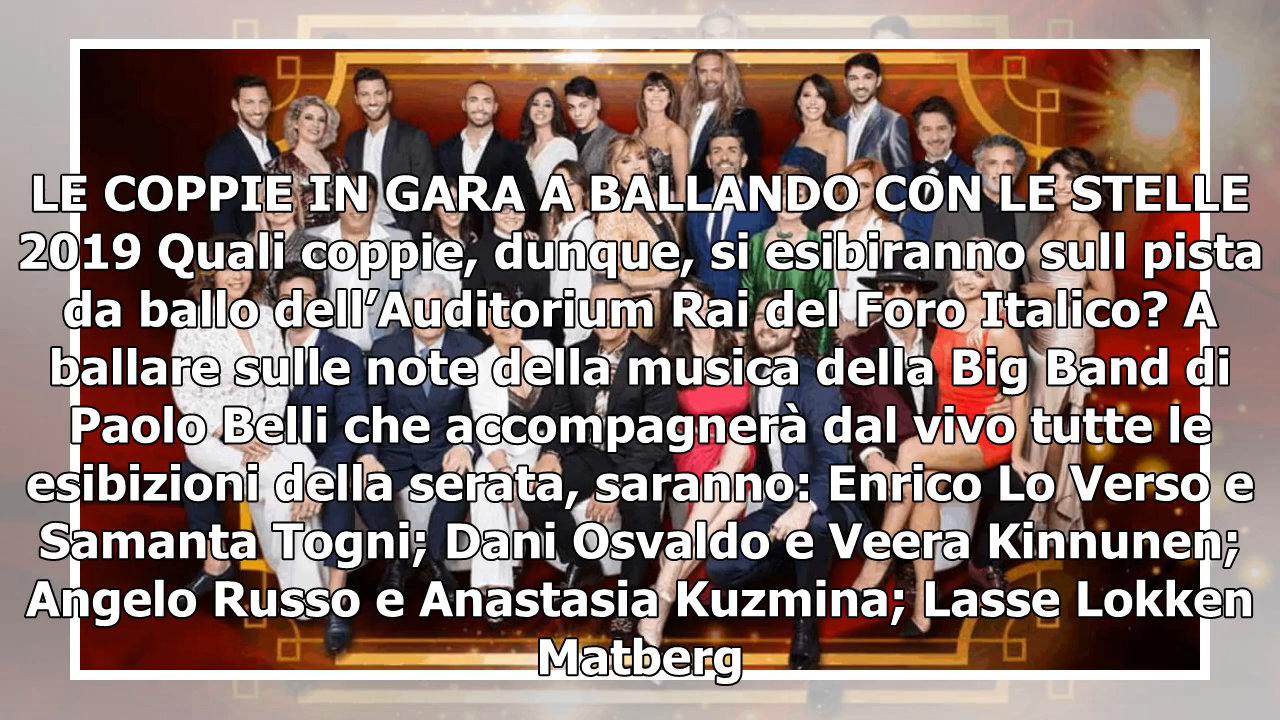 LE COPPIE IN GARA A BALLANDO CON LE STELLE
2019 Quali coppie, dunque, si esibiranno sull pista
da ballo dell’Auditorium Rai del Foro Italico? A
ballare sulle note della musica della Big Band di
Paolo Belli che accompagnerà dal vivo tutte le
esibizioni della serata, saranno: Enrico Lo Verso e
Samanta Togni; Dani Osvaldo e Veera Kinnunen;
Angelo Russo e Anastasia Kuzmina; Lasse Lokken
Matberg